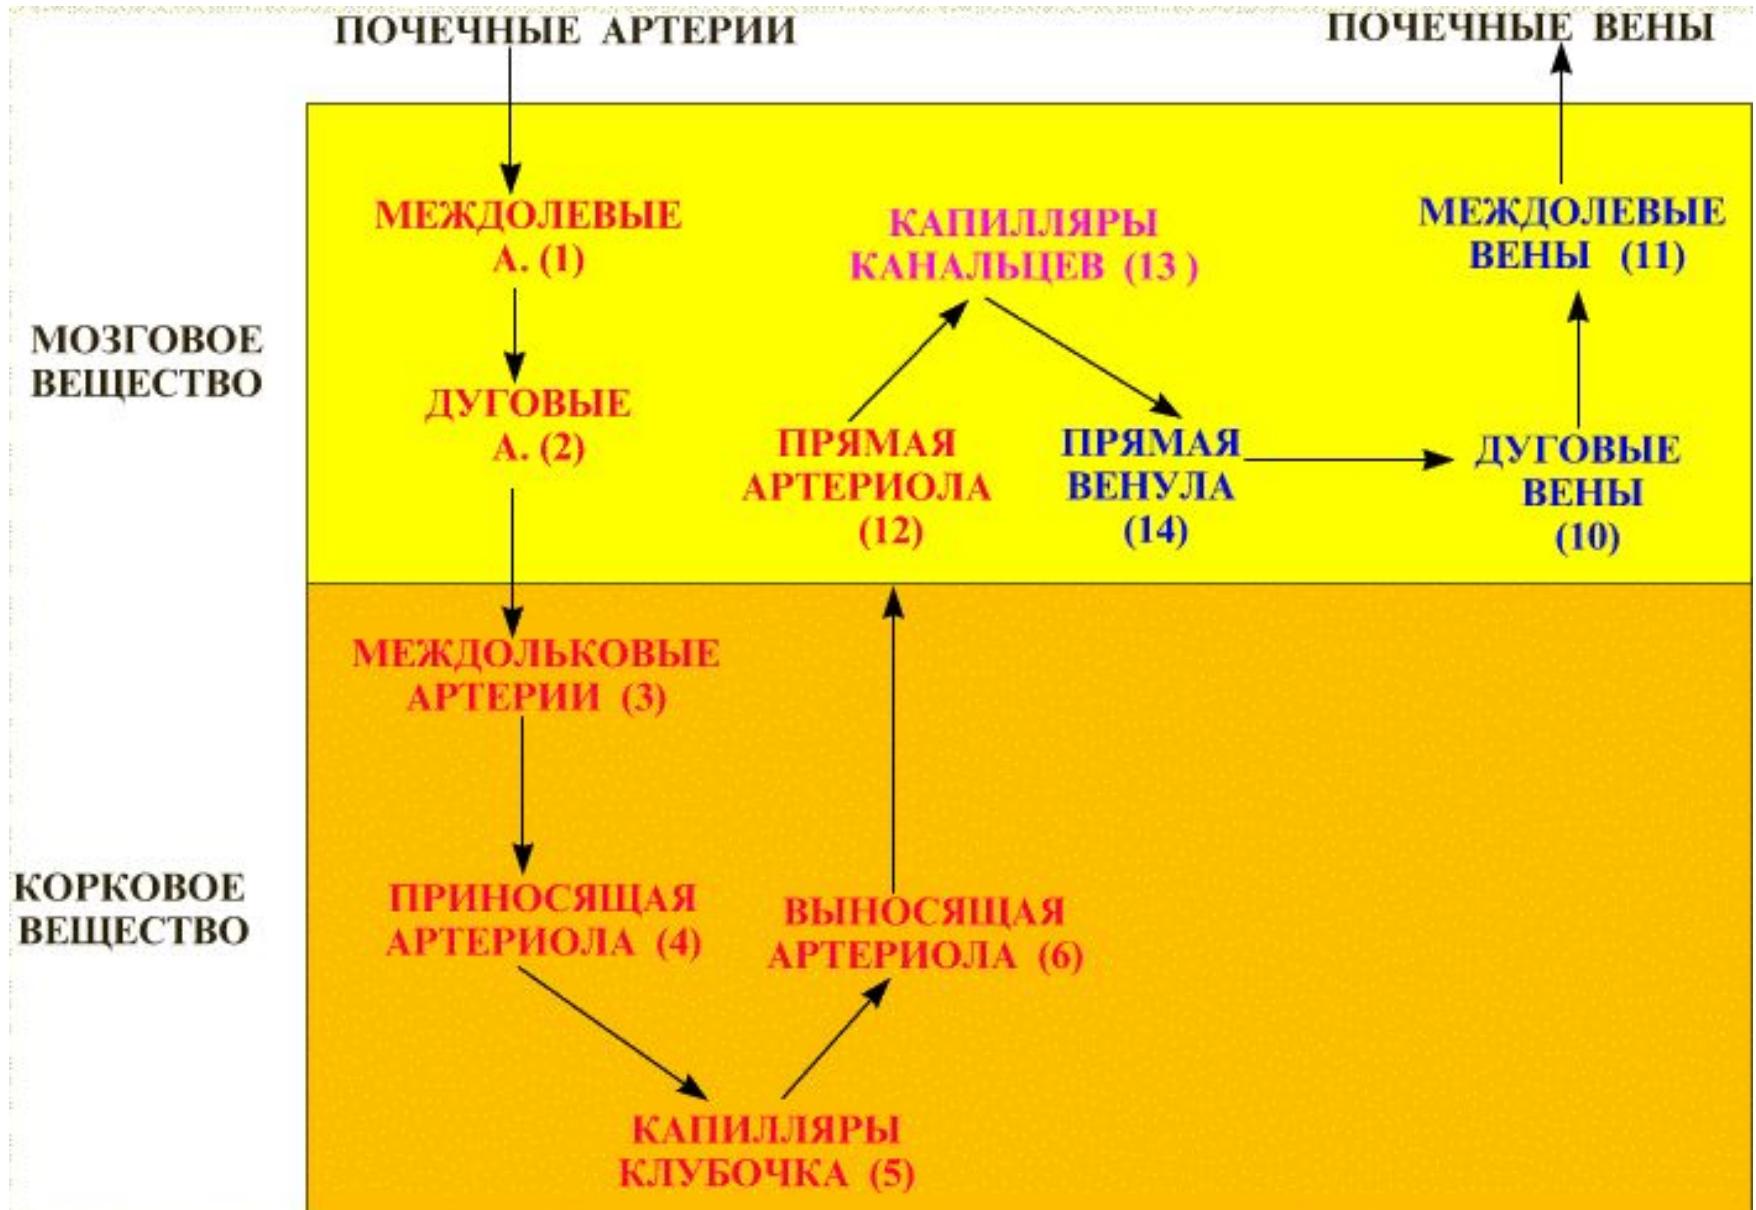 ПОЧЕЧНЫЕ АРТЕРИИ
ПОЧЕЧНЫЕ ВЕНЫ
МЕЖДОЛЕВЫЕ
А. (1)
КАПИЛЛЯРЫ
КАНАЛЬЦЕВ (13 )
МЕЖДОЛЕВЫЕ
ВЕНЫ (11)
МОЗГОВОЕ
ВЕЩЕСТВО
ДУГОВЫЕ
А. (2)
ПРЯМАЯ
АРТЕРИОЛА
(12)
ПРЯМАЯ
ВЕНУЛА
(14)
ДУГОВЫЕ
ВЕНЫ
(10)
МЕЖДОЛЬКОВЫЕ
АРТЕРИИ (3)
КОРКОВОЕ
ВЕЩЕСТВО
ПРИНОСЯЩАЯ
АРТЕРИОЛА (4)
ВЫНОСЯЩАЯ
АРТЕРИОЛА (6)
КАПИЛЛЯРЫ
КЛУБОЧКА (5)